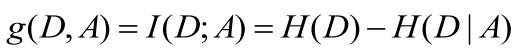 g(D, A) = I(D; A) = H(D) − H(D | A)